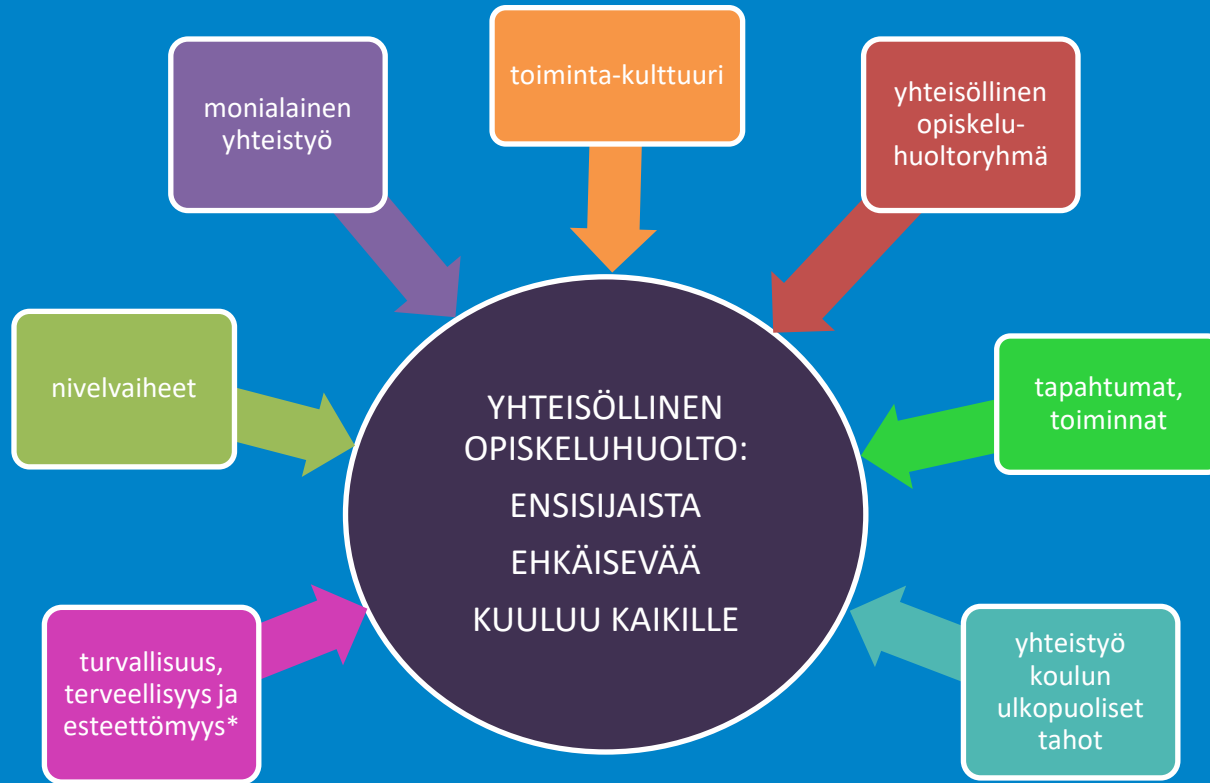 toiminta-kulttuuri
monialainen
yhteistyö
yhteisöllinen
opiskelu-
huoltoryhmä
nivelvaiheet
tapahtumat,
toiminnat
YHTEISÖLLINEN
OPISKELUHUOLTO:
ENSISIJAISTA
EHKÄISEVÄÄ
KUULUU KAIKILLE
turvallisuus,
terveellisyys ja
esteettömyys*
yhteistyö
koulun
ulkopuoliset
tahot